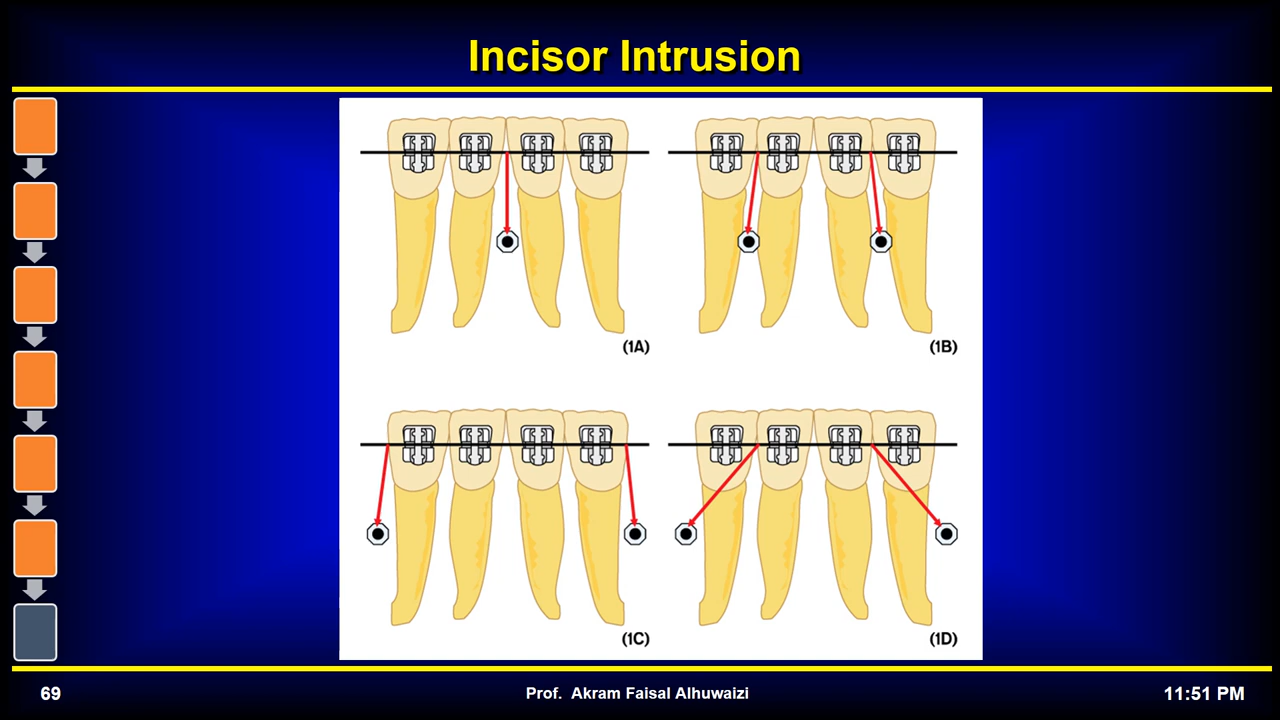 Incisor Intrusion
(1A)
(1B)
(1C)
(1D)
69
Prof. Akram Faisal Alhuwaizi
11:51 PM